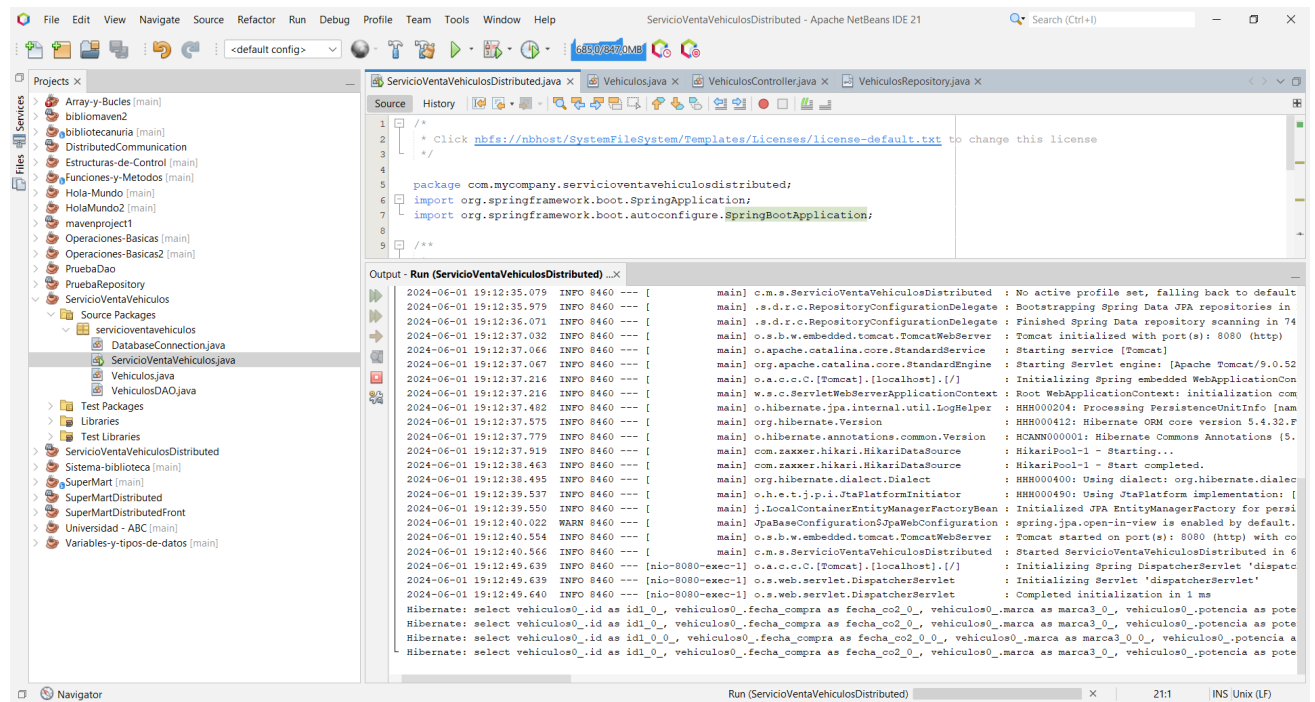 File Edit View Navigate Source Refactor Run Debug Profile Team Tools Window Help
ServicioVentaVehiculosDistributed - Apache NetBeans IDE 21
Search (Ctrl+I)
<default config>
685,0/847,0MB
Projects
Services
Files
Array-y-Bucles [main]
bibliomaven2
bibliotecanuria [main]
DistributedCommunication
Estructuras-de-Control [main]
Funciones-y-Metodos [main]
Hola-Mundo [main]
HolaMundo2 [main]
mavenproject1
Operaciones-Basicas [main]
Operaciones-Basicas2 [main]
PruebaDao
PruebaRepository
ServicioVentaVehiculos
Source Packages
servicioventavehiculos
DatabaseConnection.java
ServicioVentaVehiculos.java
Vehiculos.java
VehiculosDAO.java
Test Packages
Libraries
Test Libraries
ServicioVentaVehiculosDistributed
Sistema-biblioteca [main]
SuperMart [main]
SuperMartDistributed
SuperMartDistributedFront
Universidad - ABC [main]
Variables-y-tipos-de-datos [main]
ServicioVentaVehiculosDistributed.java Vehiculos.java VehiculosController.java VehiculosRepository.java
Source History
1 /*
2 * Click nbfs://nbhost/SystemFileSystem/Templates/Licenses/license-default.txt to change this license
3 */
4
5 package com.mycompany.servicioventavehiculosdistributed;
6 import org.springframework.boot.SpringApplication;
7 import org.springframework.boot.autoconfigure.SpringBootApplication;
8
9 /**
Output - Run (ServicioVentaVehiculosDistributed) ...
2024-06-01 19:12:35.079 INFO 8460 --- [ main] c.m.s.ServicioVentaVehiculosDistributed : No active profile set, falling back to default
2024-06-01 19:12:35.979 INFO 8460 --- [ main] .s.d.r.c.RepositoryConfigurationDelegate : Bootstrapping Spring Data JPA repositories in
2024-06-01 19:12:36.071 INFO 8460 --- [ main] .s.d.r.c.RepositoryConfigurationDelegate : Finished Spring Data repository scanning in 74
2024-06-01 19:12:37.032 INFO 8460 --- [ main] o.s.b.w.embedded.tomcat.TomcatWebServer : Tomcat initialized with port(s): 8080 (http)
2024-06-01 19:12:37.066 INFO 8460 --- [ main] o.apache.catalina.core.StandardService : Starting service [Tomcat]
2024-06-01 19:12:37.067 INFO 8460 --- [ main] org.apache.catalina.core.StandardEngine : Starting Servlet engine: [Apache Tomcat/9.0.52
2024-06-01 19:12:37.216 INFO 8460 --- [ main] o.a.c.c.C.[Tomcat].[localhost].[/] : Initializing Spring embedded WebApplicationCon
2024-06-01 19:12:37.216 INFO 8460 --- [ main] w.s.c.ServletWebServerApplicationContext : Root WebApplicationContext: initialization com
2024-06-01 19:12:37.482 INFO 8460 --- [ main] o.hibernate.jpa.internal.util.LogHelper : HHH000204: Processing PersistenceUnitInfo [nam
2024-06-01 19:12:37.575 INFO 8460 --- [ main] org.hibernate.Version : HHH000412: Hibernate ORM core version 5.4.32.F
2024-06-01 19:12:37.779 INFO 8460 --- [ main] o.hibernate.annotations.common.Version : HCANN000001: Hibernate Commons Annotations {5.
2024-06-01 19:12:37.919 INFO 8460 --- [ main] com.zaxxer.hikari.HikariDataSource : HikariPool-1 - Starting...
2024-06-01 19:12:38.463 INFO 8460 --- [ main] com.zaxxer.hikari.HikariDataSource : HikariPool-1 - Start completed.
2024-06-01 19:12:38.495 INFO 8460 --- [ main] org.hibernate.dialect.Dialect : HHH000400: Using dialect: org.hibernate.dialec
2024-06-01 19:12:39.537 INFO 8460 --- [ main] o.h.e.t.j.p.i.JtaPlatformInitiator : HHH000490: Using JtaPlatform implementation: [
2024-06-01 19:12:39.550 INFO 8460 --- [ main] j.LocalContainerEntityManagerFactoryBean : Initialized JPA EntityManagerFactory for persi
2024-06-01 19:12:40.022 WARN 8460 --- [ main] JpaBaseConfiguration$JpaWebConfiguration : spring.jpa.open-in-view is enabled by default.
2024-06-01 19:12:40.554 INFO 8460 --- [ main] o.s.b.w.embedded.tomcat.TomcatWebServer : Tomcat started on port(s): 8080 (http) with co
2024-06-01 19:12:40.566 INFO 8460 --- [ main] c.m.s.ServicioVentaVehiculosDistributed : Started ServicioVentaVehiculosDistributed in 6
2024-06-01 19:12:49.639 INFO 8460 --- [nio-8080-exec-1] o.a.c.c.C.[Tomcat].[localhost].[/] : Initializing Spring DispatcherServlet 'dispatc
2024-06-01 19:12:49.639 INFO 8460 --- [nio-8080-exec-1] o.s.web.servlet.DispatcherServlet : Initializing Servlet 'dispatcherServlet'
2024-06-01 19:12:49.640 INFO 8460 --- [nio-8080-exec-1] o.s.web.servlet.DispatcherServlet : Completed initialization in 1 ms
Hibernate: select vehiculos0_.id as id1_0_, vehiculos0_.fecha_compra as fecha_co2_0_, vehiculos0_.marca as marca3_0_, vehiculos0_.potencia as pote
Hibernate: select vehiculos0_.id as id1_0_, vehiculos0_.fecha_compra as fecha_co2_0_, vehiculos0_.marca as marca3_0_, vehiculos0_.potencia as pote
Hibernate: select vehiculos0_.id as id1_0_0_, vehiculos0_.fecha_compra as fecha_co2_0_0_, vehiculos0_.marca as marca3_0_0_, vehiculos0_.potencia a
Hibernate: select vehiculos0_.id as id1_0_, vehiculos0_.fecha_compra as fecha_co2_0_, vehiculos0_.marca as marca3_0_, vehiculos0_.potencia as pote
Navigator
Run (ServicioVentaVehiculosDistributed)
21:1 INS Unix (LF)